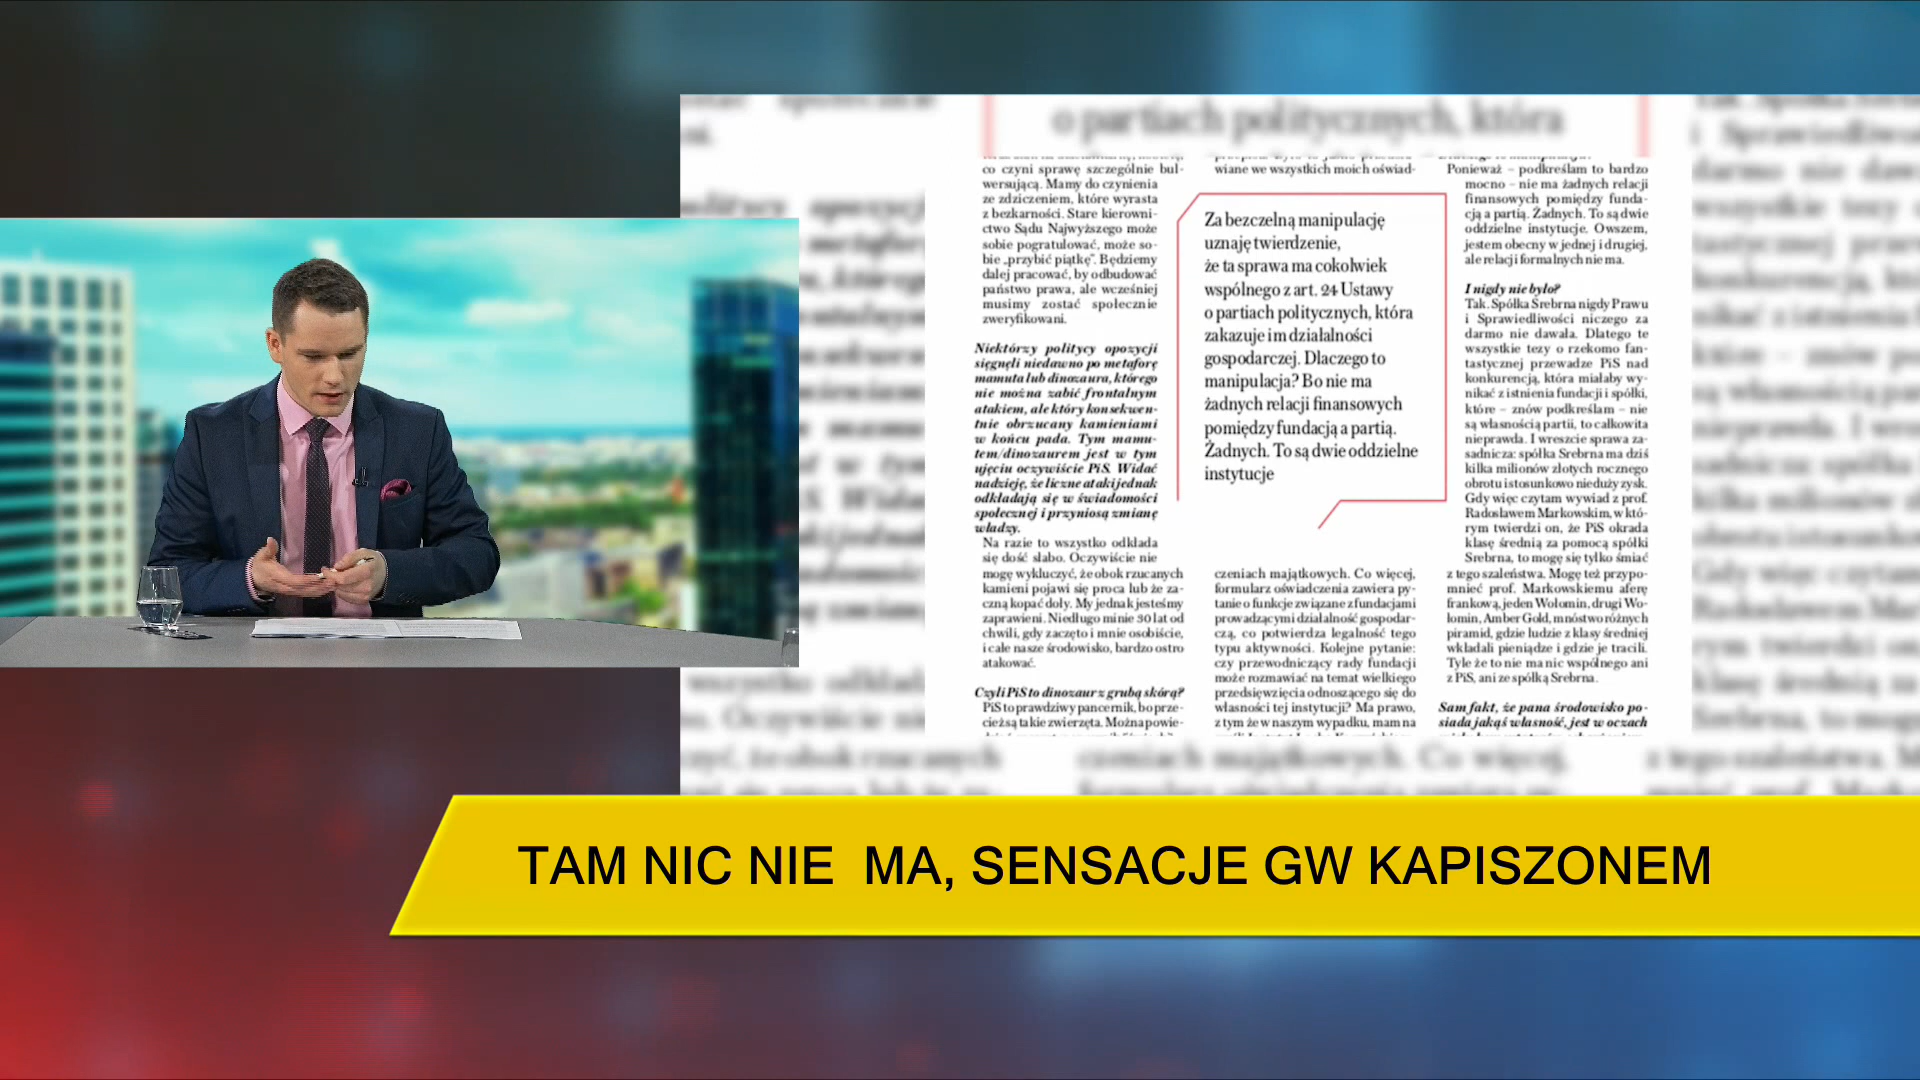 o partiach politycznych, która
co czyni sprawę szczególnie bul-
wersującą. Mamy do czynienia
ze zdziczeniem, które wyrasta
z bezkarności. Stare kierowni-
ctwo Sądu Najwyższego może
sobie pogratulować, może so-
bie „przybić piątkę”. Będziemy
dalej pracować, by odbudować
państwo prawa, ale wcześniej
musimy zostać społecznie
zweryfikowani.
Niektórzy politycy opozycji
sięgnęli niedawno po metaforę
mamuta lub dinozaura, którego
nie można zabić frontalnym
atakiem, ale który konsekwen-
tnie obrzucany kamieniami
w końcu pada. Tym mamu-
tem/dinozaurem jest w tym
ujęciu oczywiście PiS. Widać
nadzieję, że liczne ataki jednak
odkładają się w świadomości
społecznej i przyniosą zmianę
władzy.
Na razie to wszystko odkłada
się dość słabo. Oczywiście nie
mogę wykluczyć, że obok rzucanych
kamieni pojawi się proca lub że za-
czną kopać doły. My jednak jesteśmy
zaprawieni. Niedługo minie 30 lat od
chwili, gdy zaczęto i mnie osobiście,
i całe nasze środowisko, bardzo ostro
atakować.
Czyli PiS to dinozaur z grubą skórą?
PiS to prawdziwy pancernik, bo prze-
cież są takie zwierzęta. Można powie-
wiane we wszystkich moich oświad-
Za bezczelną manipulację
uznaję twierdzenie,
że ta sprawa ma cokolwiek
wspólnego z art. 24 Ustawy
o partiach politycznych, która
zakazuje im działalności
gospodarczej. Dlaczego to
manipulacja? Bo nie ma
żadnych relacji finansowych
pomiędzy fundacją a partią.
Żadnych. To są dwie oddzielne
instytucje
czeniach majątkowych. Co więcej,
formularz oświadczenia zawiera py-
tanie o funkcje związane z fundacjami
prowadzącymi działalność gospodar-
czą, co potwierdza legalność tego
typu aktywności. Kolejne pytanie:
czy przewodniczący rady fundacji
może rozmawiać na temat wielkiego
przedsięwzięcia odnoszącego się do
własności tej instytucji? Ma prawo,
z tym że w naszym wypadku, mam na
Ponieważ – podkreślam to bardzo
mocno – nie ma żadnych relacji
finansowych pomiędzy funda-
cją a partią. Żadnych. To są dwie
oddzielne instytucje. Owszem,
jestem obecny w jednej i drugiej,
ale relacji formalnych nie ma.
I nigdy nie było?
Tak. Spółka Srebrna nigdy Prawu
i Sprawiedliwości niczego za
darmo nie dawała. Dlatego te
wszystkie tezy o rzekomo fan-
tastycznej przewadze PiS nad
konkurencją, która miałaby wy-
nikać z istnienia fundacji i spółki,
które – znów podkreślam – nie
są własnością partii, to całkowita
nieprawda. I wreszcie sprawa za-
sadnicza: spółka Srebrna ma dziś
kilka milionów złotych rocznego
obrotu i stosunkowo nieduży zysk.
Gdy więc czytam wywiad z prof.
Radosławem Markowskim, w któ-
rym twierdzi on, że PiS okrada
klasę średnią za pomocą spółki
Srebrna, to mogę się tylko śmiać
z tego szaleństwa. Mogę też przypo-
mnieć prof. Markowskiemu aferę
frankową, jeden Wołomin, drugi Wo-
łomin, Amber Gold, mnóstwo różnych
piramid, gdzie ludzie z klasy średniej
wkładali pieniądze i gdzie je tracili.
Tyle że to nie ma nic wspólnego ani
z PiS, ani ze spółką Srebrna.
Sam fakt, że pana środowisko po-
siada jakąś własność, jest w oczach
TAM NIC NIE MA, SENSACJE GW KAPISZONEM